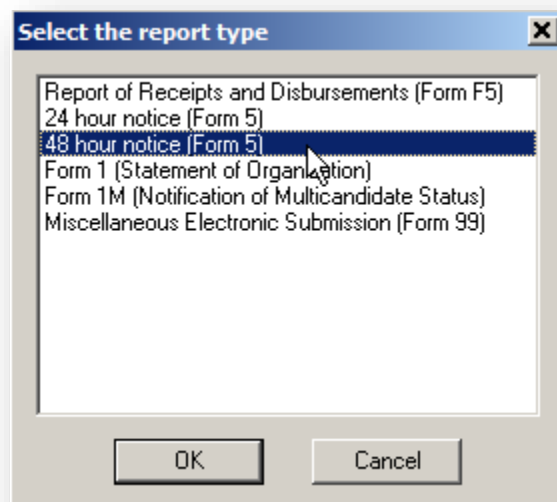 Select the report type
Report of Receipts and Disbursements (Form F5)
24 hour notice (Form 5)
48 hour notice (Form 5)
Form 1 (Statement of Organization)
Form 1M (Notification of Multicandidate Status)
Miscellaneous Electronic Submission (Form 99)
OK
Cancel